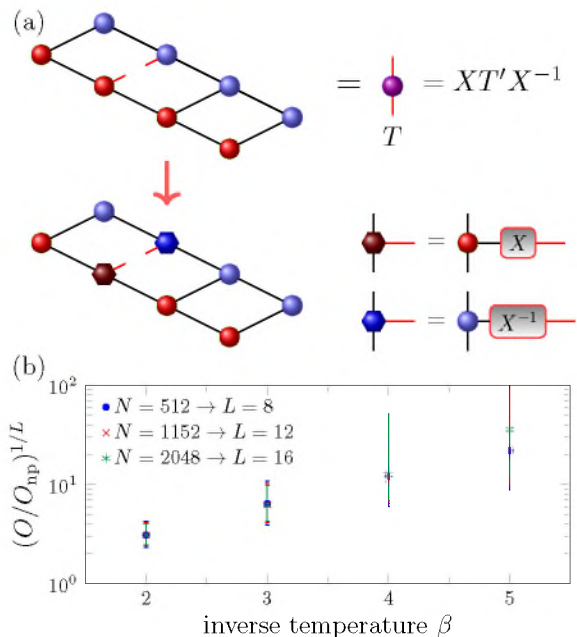 (a)
= = XT′X⁻¹
T
= X
= X⁻¹
(b)
10²
N = 512 → L = 8
N = 1152 → L = 12
N = 2048 → L = 16
(O/Oₙₚ)^{1/L}
10¹
10⁰
2 3 4 5
inverse temperature β